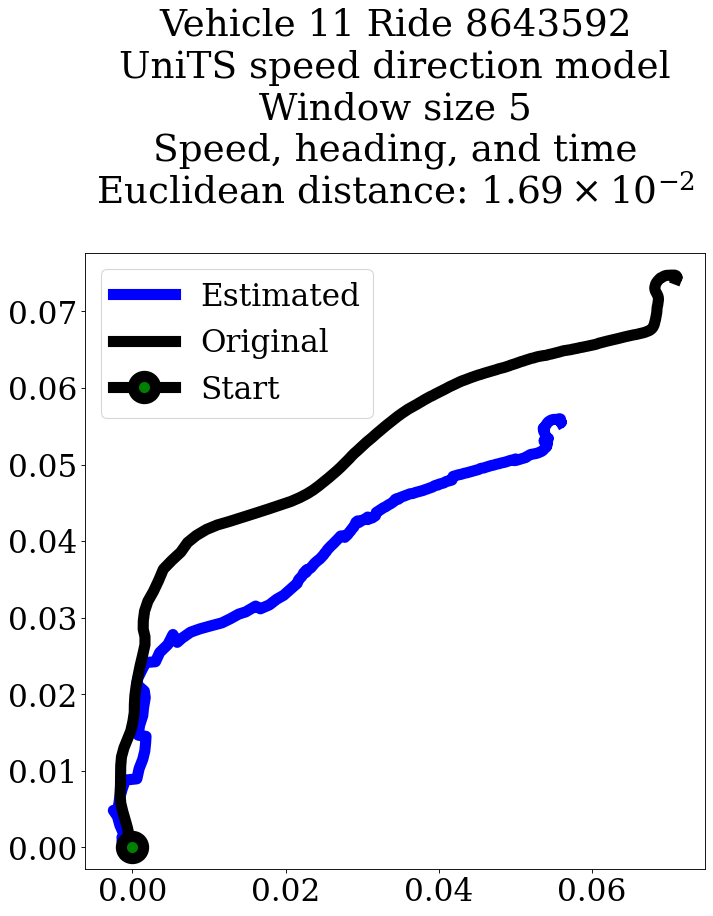 Vehicle 11 Ride 8643592
UniTS speed direction model
Window size 5
Speed, heading, and time
Euclidean distance: 1.69 × 10⁻²
Estimated
Original
Start
0.07
0.06
0.05
0.04
0.03
0.02
0.01
0.00
0.00 0.02 0.04 0.06